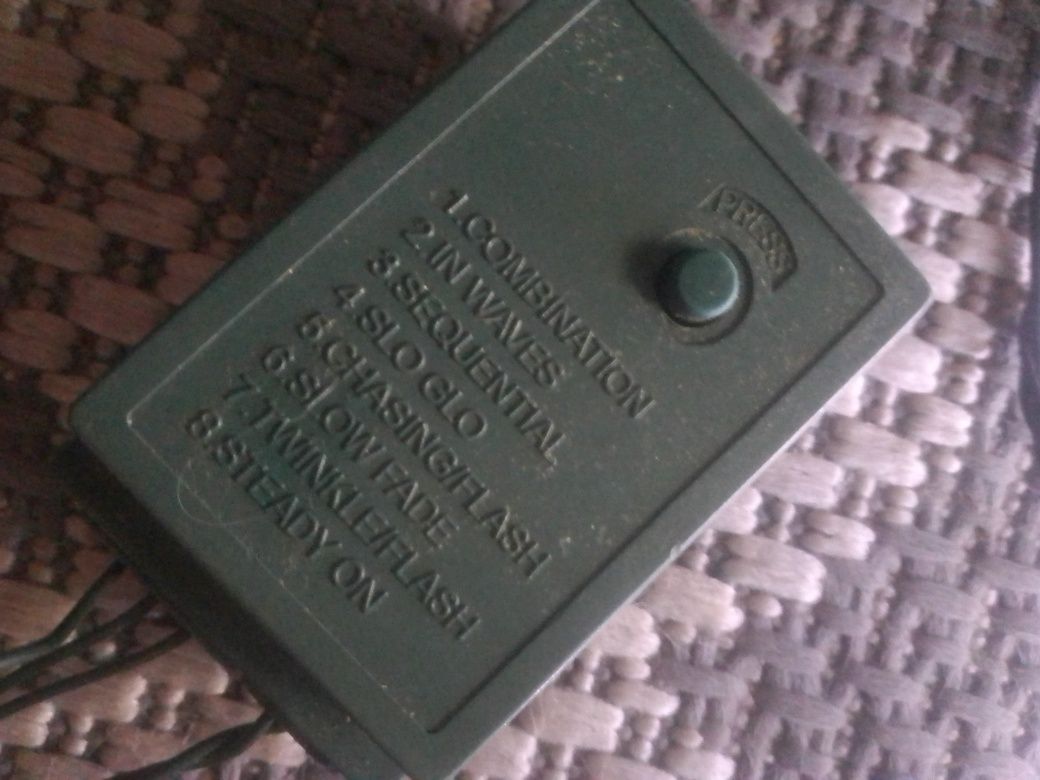 PRESS
1.COMBINATION
2.IN WAVES
3.SEQUENTIAL
4 SLO GLO
5.CHASING/FLASH
6.SLOW FADE
7.TWINKLE/FLASH
8.STEADY ON